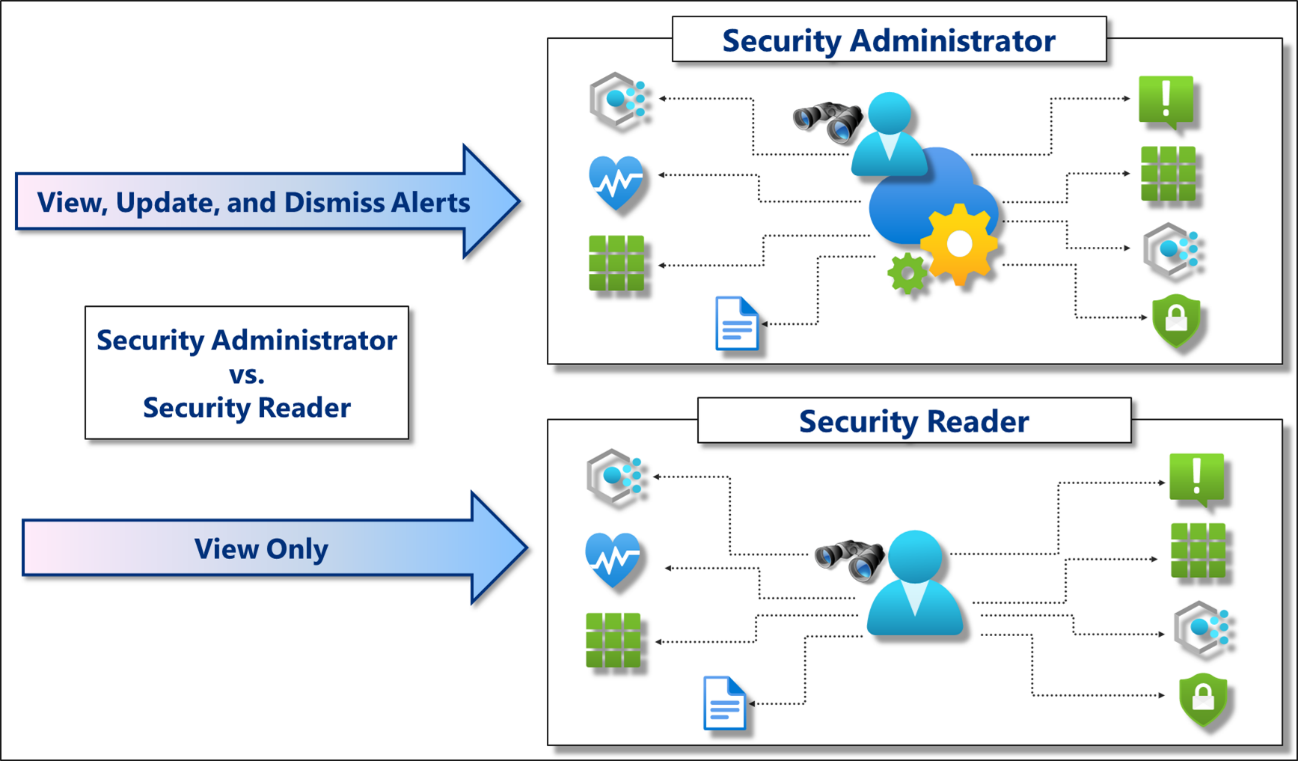 Security Administrator
View, Update, and Dismiss Alerts
Security Administrator
vs.
Security Reader
Security Reader
View Only